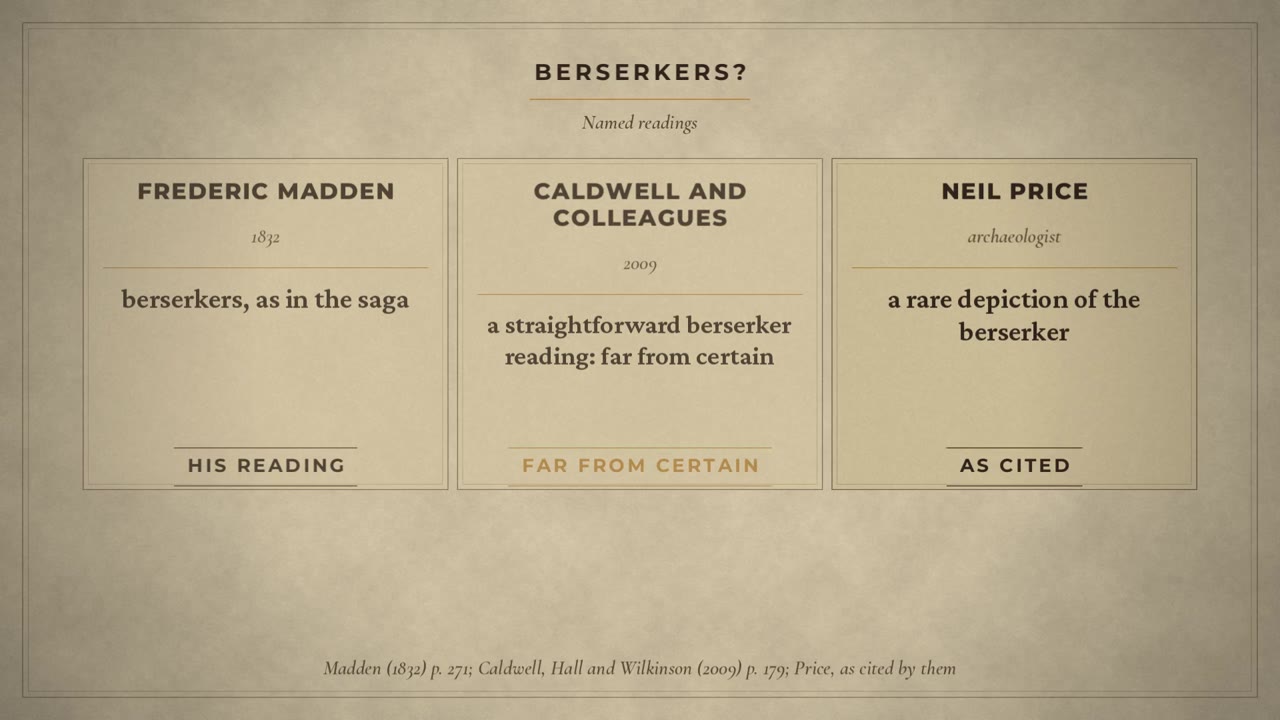 BERSERKERS?
Named readings
FREDERIC MADDEN
1832
berserkers, as in the saga
HIS READING
CALDWELL AND
COLLEAGUES
2009
a straightforward berserker
reading: far from certain
FAR FROM CERTAIN
NEIL PRICE
archaeologist
a rare depiction of the
berserker
AS CITED
Madden (1832) p. 271; Caldwell, Hall and Wilkinson (2009) p. 179; Price, as cited by them